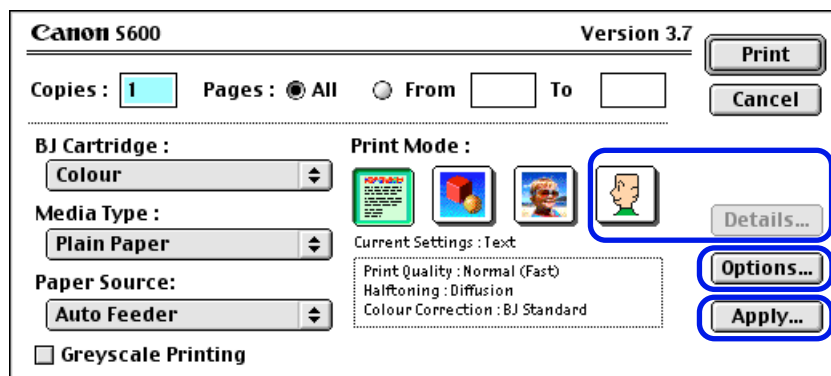 Canon S600 Version 3.7
Print
Copies : 1 Pages : All From To
Cancel
BJ Cartridge : Print Mode :
Colour
Media Type :
Details...
Plain Paper
Current Settings : Text
Options...
Paper Source:
Print Quality : Normal (Fast)
Halftoning : Diffusion
Auto Feeder
Colour Correction : BJ Standard
Apply...
Greyscale Printing